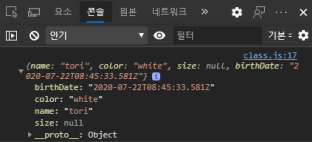 요소 콘솔 원본 네트워크
인기 필터 기본
class.js:17
{name: "tori", color: "white", size: null, birthDate: "2
020-07-22T08:45:33.581Z"}
birthDate: "2020-07-22T08:45:33.581Z"
color: "white"
name: "tori"
size: null
__proto__: Object